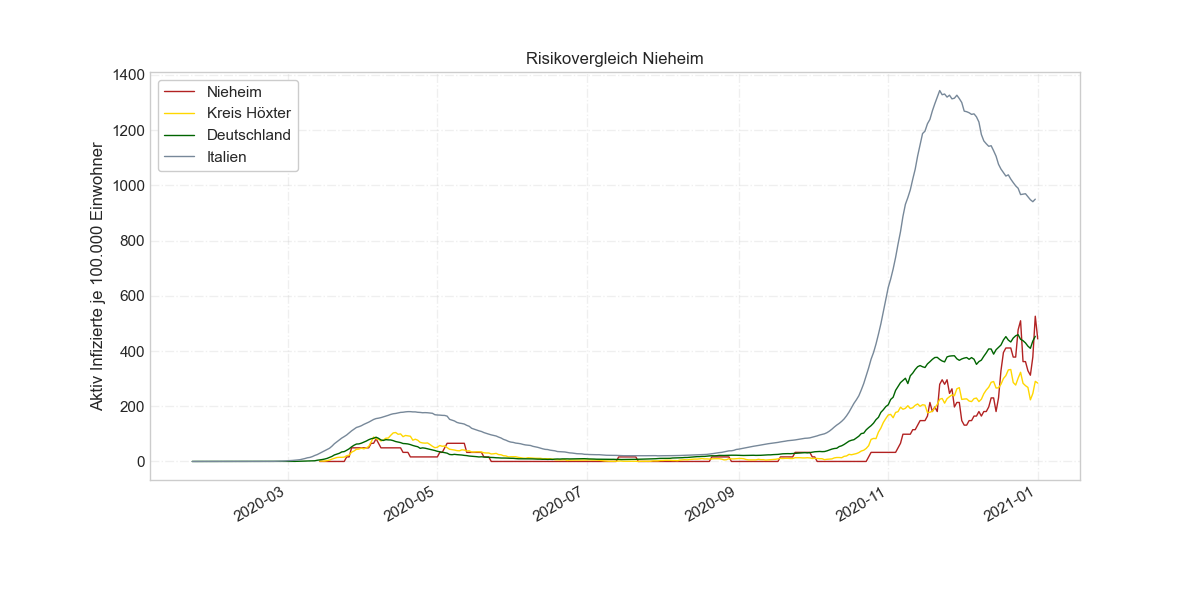 Risikovergleich Nieheim
Aktiv Infizierte je 100.000 Einwohner
1400
1200
1000
800
600
400
200
0
Nieheim
Kreis Höxter
Deutschland
Italien
2020-03
2020-05
2020-07
2020-09
2020-11
2021-01